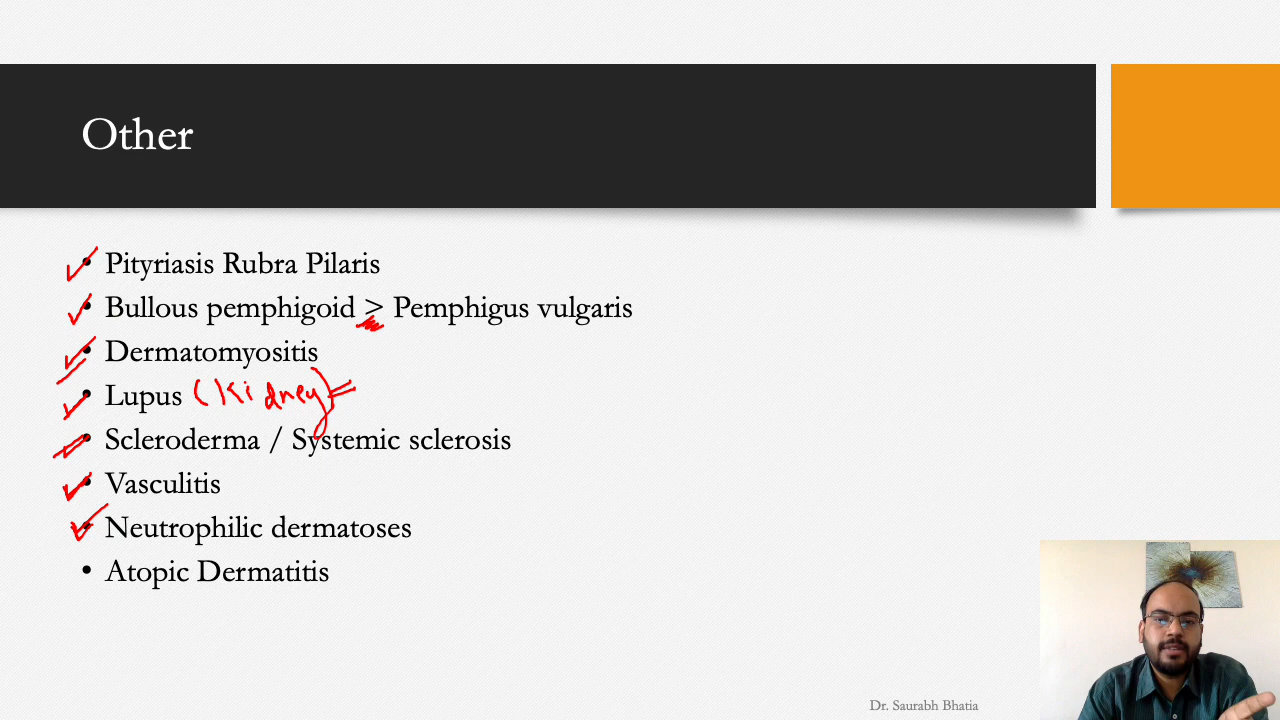 Other
• Pityriasis Rubra Pilaris
• Bullous pemphigoid > Pemphigus vulgaris
• Dermatomyositis
• Lupus (Kidney)
• Scleroderma / Systemic sclerosis
• Vasculitis
• Neutrophilic dermatoses
• Atopic Dermatitis
Dr. Saurabh Bhatia